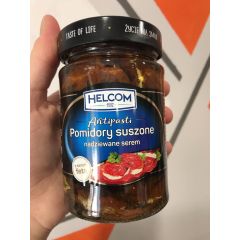 TASTE OF LIFE
HELCOM
Antipasti
Pomidory suszone
nadziewane serem